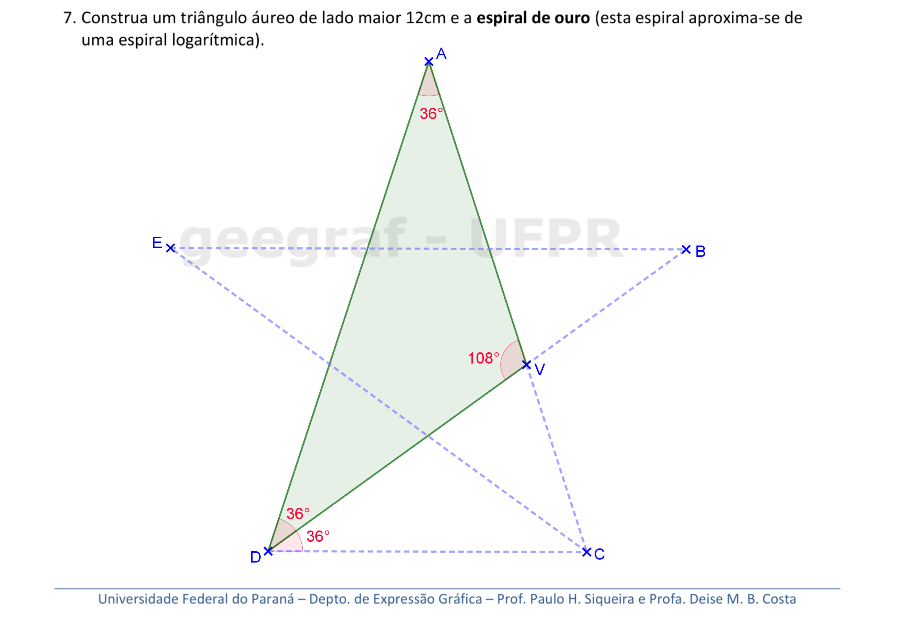 7. Construa um triângulo áureo de lado maior 12cm e a espiral de ouro (esta espiral aproxima-se de
uma espiral logarítmica).
A
36°
geegraf - UFPR
E
B
108°
V
36°
36°
D
C
Universidade Federal do Paraná – Depto. de Expressão Gráfica – Prof. Paulo H. Siqueira e Profa. Deise M. B. Costa